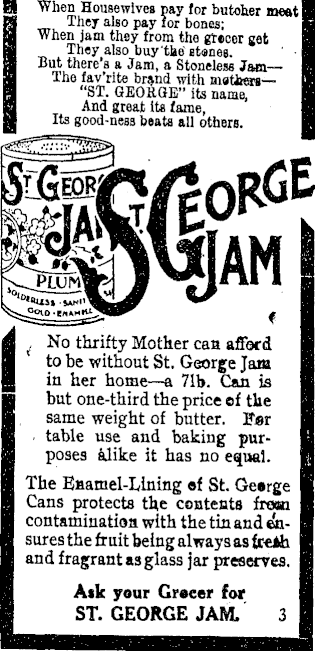 When Housewives pay for butcher meat
They also pay for bones;
When jam they from the grocer get
They also buy the stones.
But there's a Jam, a Stoneless Jam—
The fav'rite brand with mothers—
"ST. GEORGE" its name,
And great its fame,
Its good-ness beats all others.
ST GEORG
JAM
PLUM
SOLDERLESS · SANIT
GOLD · ENAMEL
ST. GEORGE
JAM
No thrifty Mother can afford
to be without St. George Jam
in her home—a 7lb. Can is
but one-third the price of the
same weight of butter. For
table use and baking pur-
poses alike it has no equal.
The Enamel-Lining of St. George
Cans protects the contents from
contamination with the tin and en-
sures the fruit being always as fresh
and fragrant as glass jar preserves.
Ask your Grocer for
ST. GEORGE JAM. 3